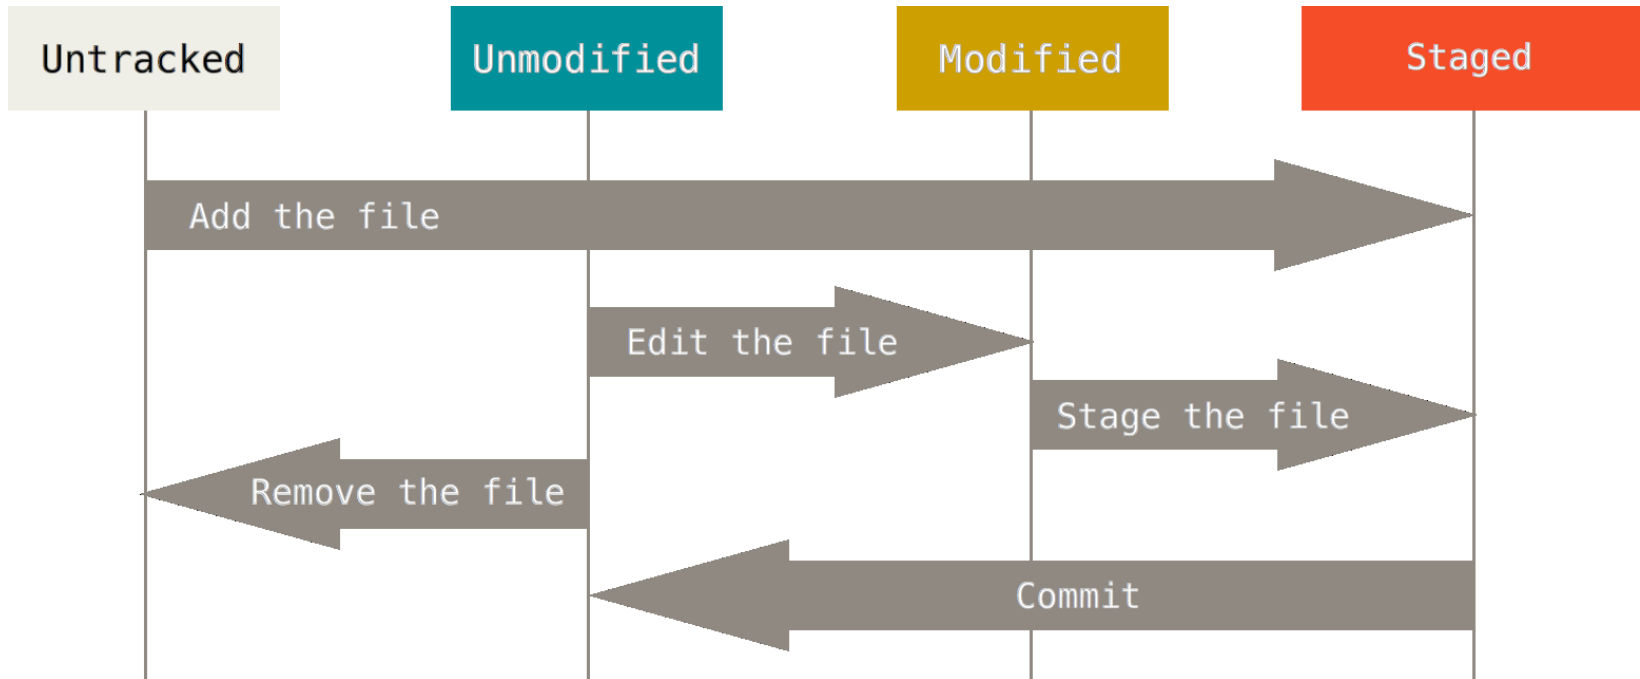 Untracked
Unmodified
Modified
Staged
Add the file
Edit the file
Stage the file
Remove the file
Commit